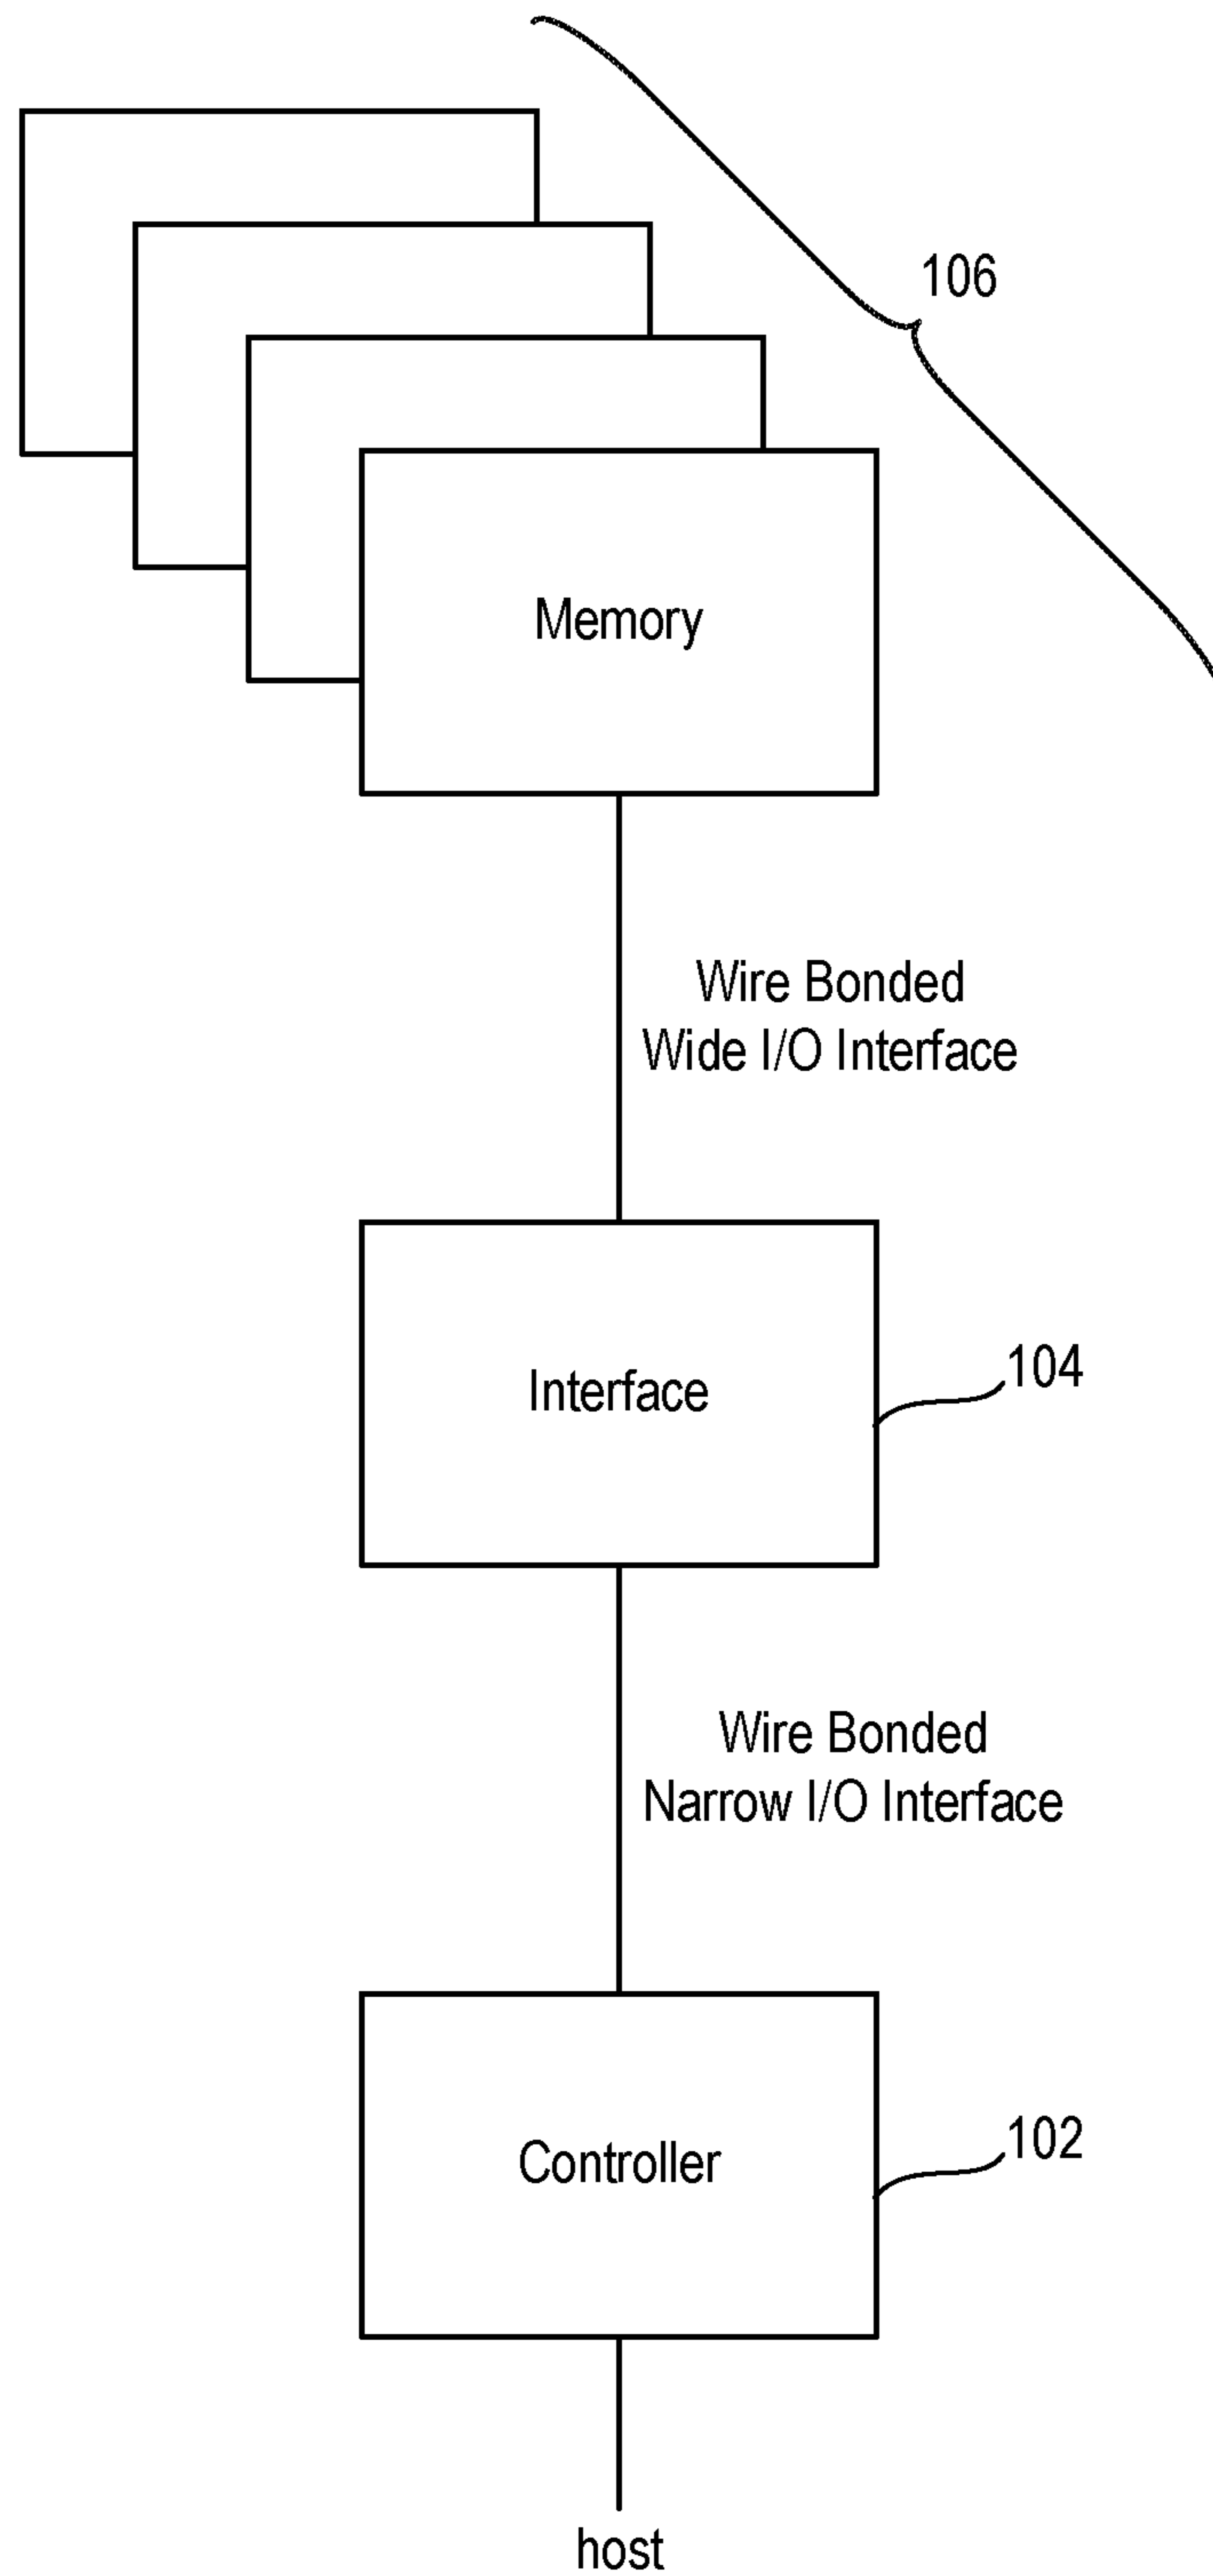 106
Memory
Wire Bonded
Wide I/O Interface
Interface
104
Wire Bonded
Narrow I/O Interface
Controller
102
host